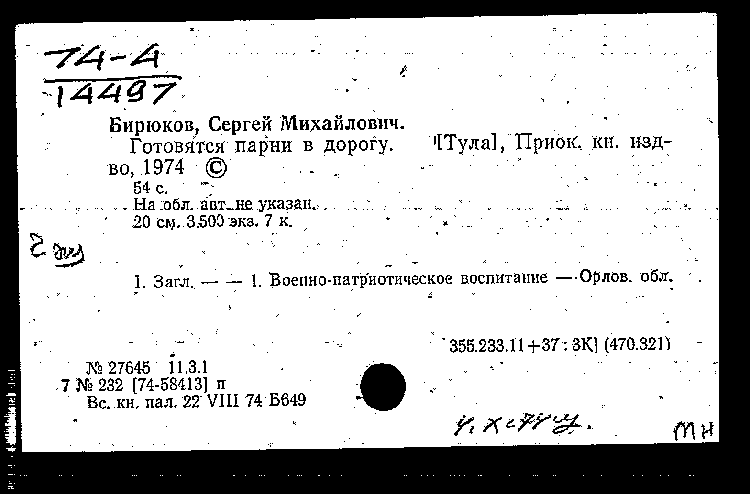 74-4
14497
Бирюков, Сергей Михайлович.
Готовятся парни в дорогу. [Тула], Приок. кн. изд-
во, 1974 ©
54 с.
На обл. авт. не указан.
20 см. 3.500 экз. 7 к.
2 экз
1. Загл. — — 1. Военно-патриотическое воспитание — Орлов. обл.
355.233.11+37:3К] (470.321)
№ 27645 11.3.1
7 № 232 [74-58413] п
Вс. кн. пал. 22 VIII 74 Б649
МН